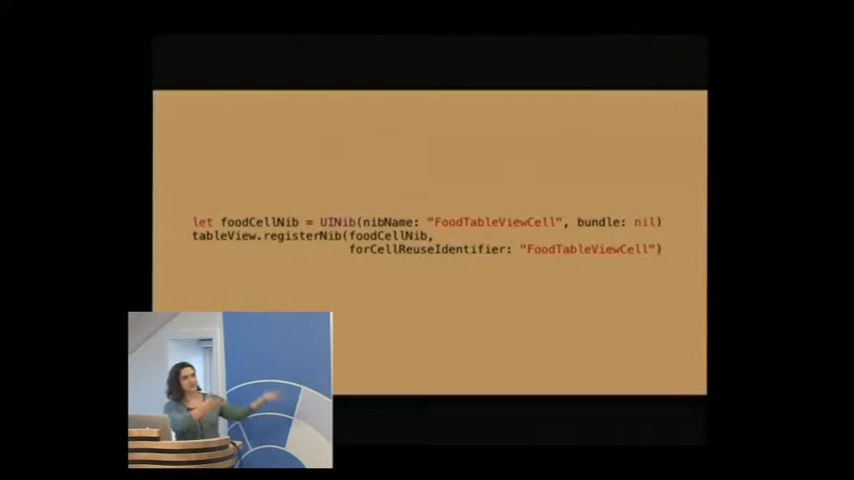 let foodCellNib = UINib(nibName: "FoodTableViewCell", bundle: nil)
tableView.registerNib(foodCellNib,
forCellReuseIdentifier: "FoodTableViewCell")